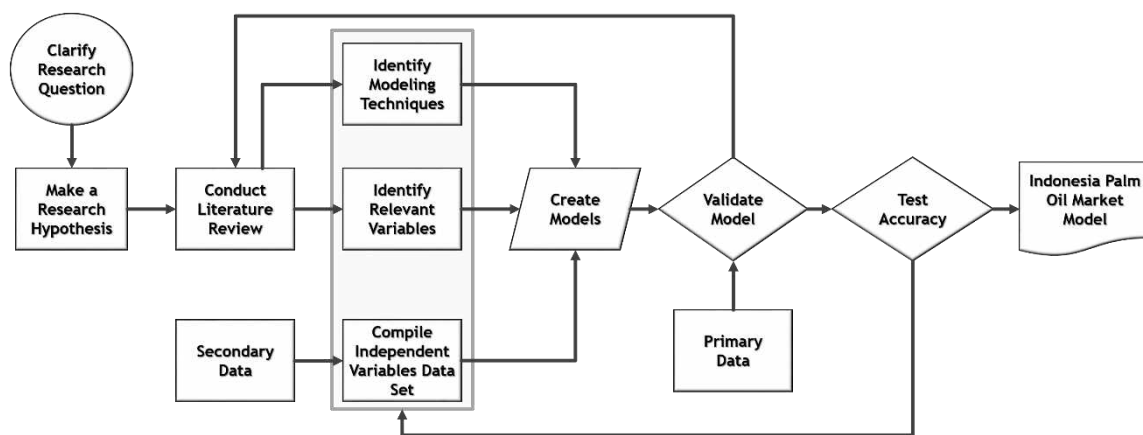 Clarify
Research
Question
Make a
Research
Hypothesis
Conduct
Literature
Review
Secondary
Data
Identify
Modeling
Techniques
Identify
Relevant
Variables
Compile
Independent
Variables Data
Set
Create
Models
Validate
Model
Primary
Data
Test
Accuracy
Indonesia Palm
Oil Market
Model